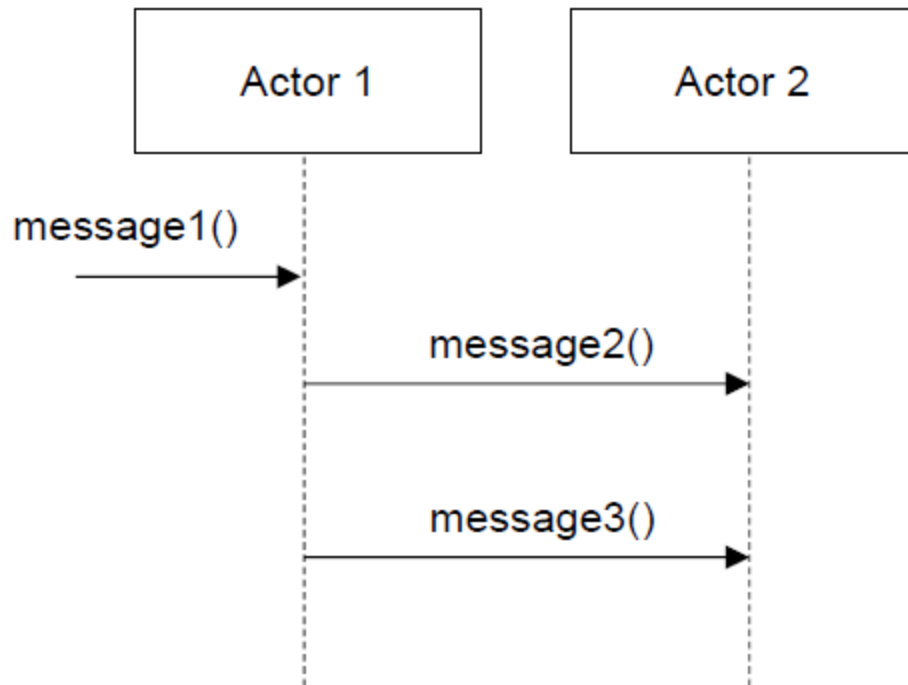 Actor 1
Actor 2
message1()
message2()
message3()